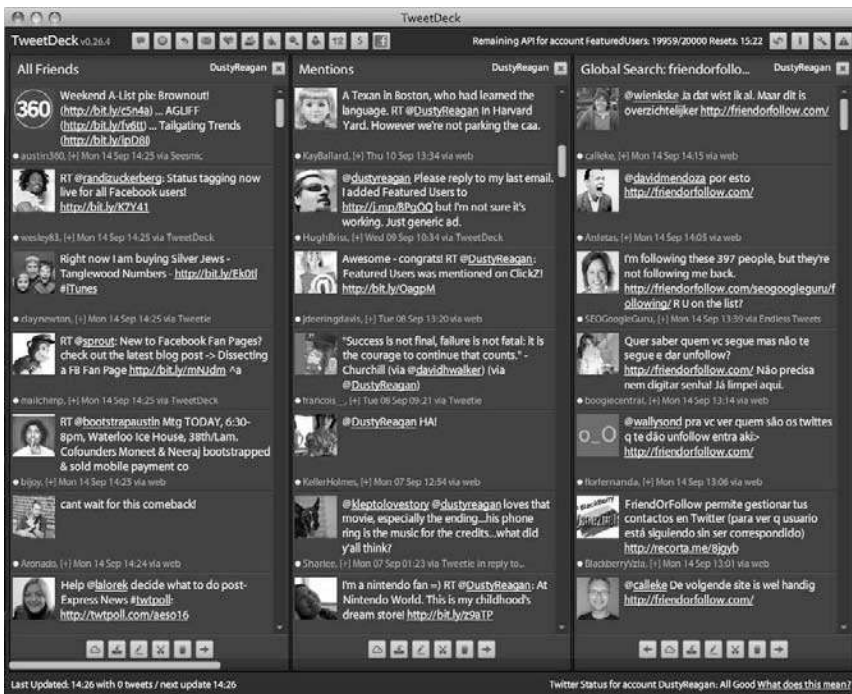 TweetDeck
TweetDeck v0.26.4
12
S
Remaining API for account FeaturedUsers: 19959/20000 Resets: 15:22
All Friends
DustyReagan
360
Weekend A-List pix: Brownout!
(http://bit.ly/c5n4a) ... AGLIFF
(http://bit.ly/fv6tt) ... Tailgating Trends
(http://bit.ly/ipD8l)
austin360, [+] Mon 14 Sep 14:25 via Seesmic
RT @randizuckerberg: Status tagging now
live for all Facebook users!
http://bit.ly/K7Y41
wesley83, [+] Mon 14 Sep 14:25 via TweetDeck
Right now I am buying Silver Jews -
Tanglewood Numbers - http://bit.ly/Ek0tl
#iTunes
claynewton, [+] Mon 14 Sep 14:25 via Tweetie
RT @sprout: New to Facebook Fan Pages?
check out the latest blog post -> Dissecting
a FB Fan Page http://bit.ly/mNUdm ^a
mailchimp, [+] Mon 14 Sep 14:25 via TweetDeck
RT @bootstrapaustin Mtg TODAY, 6:30-
8pm, Waterloo Ice House, 38th/Lam.
Cofounders Moneet & Neeraj bootstrapped
& sold mobile payment co
bijoy, [+] Mon 14 Sep 14:25 via web
cant wait for this comeback!
Aronado, [+] Mon 14 Sep 14:24 via web
Help @lalorek decide what to do post-
Express News #twtpoll:
http://twtpoll.com/aeso16
Mentions
DustyReagan
A Texan in Boston, who had learned the
language. RT @DustyReagan In Harvard
Yard. However we're not parking the caa.
KayBallard, [+] Thu 10 Sep 13:34 via web
@dustyreagan Please reply to my last email.
I added Featured Users to
http://j.mp/BPgOQ but I'm not sure it's
working. Just generic ad.
HughBriss, [+] Wed 09 Sep 10:34 via TweetDeck
Awesome - congrats! RT @DustyReagan:
Featured Users was mentioned on ClickZ!
http://bit.ly/OagpM
jdeeringdavis, [+] Tue 08 Sep 13:20 via web
"Success is not final, failure is not fatal: it is
the courage to continue that counts." -
Churchill (via @davidhwalker) (via
@DustyReagan)
francois__, [+] Tue 08 Sep 09:21 via Tweetie
@DustyReagan HA!
KellerHolmes, [+] Mon 07 Sep 12:54 via web
@kleptolovestory @dustyreagan loves that
movie, especially the ending...his phone
ring is the music for the credits...what did
y'all think?
Sharlee, [+] Mon 07 Sep 01:23 via Tweetie in reply to...
I'm a nintendo fan =) RT @DustyReagan: At
Nintendo World. This is my childhood's
dream store! http://bit.ly/z9aTP
Global Search: friendorfollo...
DustyReagan
@wienkske Ja dat wist ik al. Maar dit is
overzichtelijker http://friendorfollow.com/
calleke, [+] Mon 14 Sep 14:15 via web
@davidmendoza por esto
http://friendorfollow.com/
Anfetas, [+] Mon 14 Sep 14:05 via web
I'm following these 397 people, but they're
not following me back.
http://friendorfollow.com/seogoogleguru/f
ollowing/ R U on the list?
SEOGoogleGuru, [+] Mon 14 Sep 13:39 via Endless Tweets
Quer saber quem vc segue mas não te
segue e dar unfollow?
http://friendorfollow.com/ Não precisa
nem digitar senha! Já limpei aqui.
boogiecentral, [+] Mon 14 Sep 13:14 via web
o_O
@wallysond pra vc ver quem são os twittes
q te dão unfollow entra aki:>
http://friendorfollow.com/
florfernanda, [+] Mon 14 Sep 13:06 via web
BlackBerry
FriendOrFollow permite gestionar tus
contactos en Twitter (para ver q usuario
está siguiendo sin ser correspondido)
http://recorta.me/8jgyb
BlackberryVzla, [+] Mon 14 Sep 13:01 via web
@calleke De volgende site is wel handig
http://friendorfollow.com/
Last Updated: 14:26 with 0 tweets / next update 14:26
Twitter Status for account DustyReagan: All Good What does this mean?